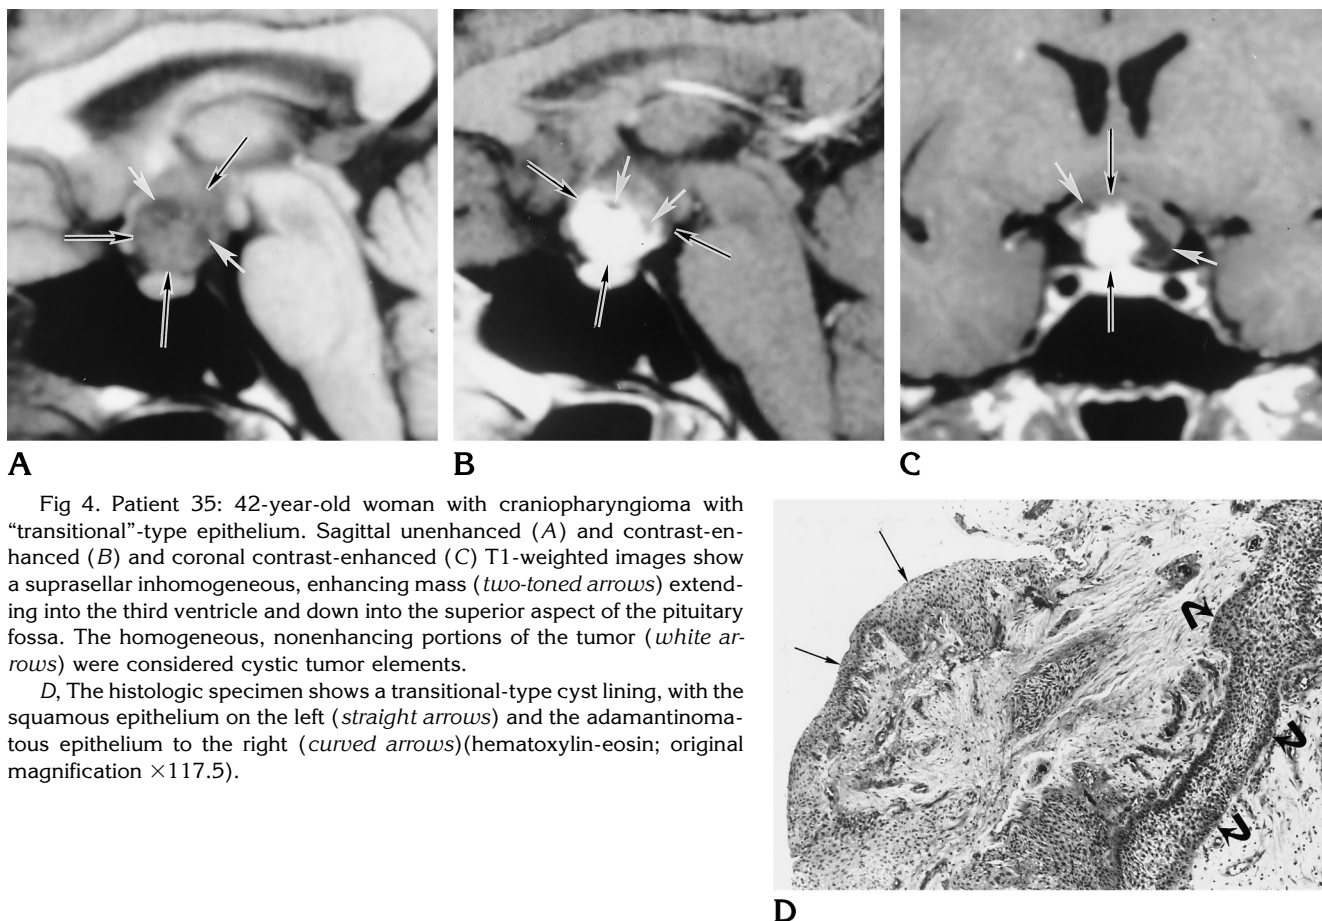 A
B
C
Fig 4. Patient 35: 42-year-old woman with craniopharyngioma with
“transitional”-type epithelium. Sagittal unenhanced (A) and contrast-en-
hanced (B) and coronal contrast-enhanced (C) T1-weighted images show
a suprasellar inhomogeneous, enhancing mass (two-toned arrows) extend-
ing into the third ventricle and down into the superior aspect of the pituitary
fossa. The homogeneous, nonenhancing portions of the tumor (white ar-
rows) were considered cystic tumor elements.
D, The histologic specimen shows a transitional-type cyst lining, with the
squamous epithelium on the left (straight arrows) and the adamantinoma-
tous epithelium to the right (curved arrows)(hematoxylin-eosin; original
magnification ×117.5).
D